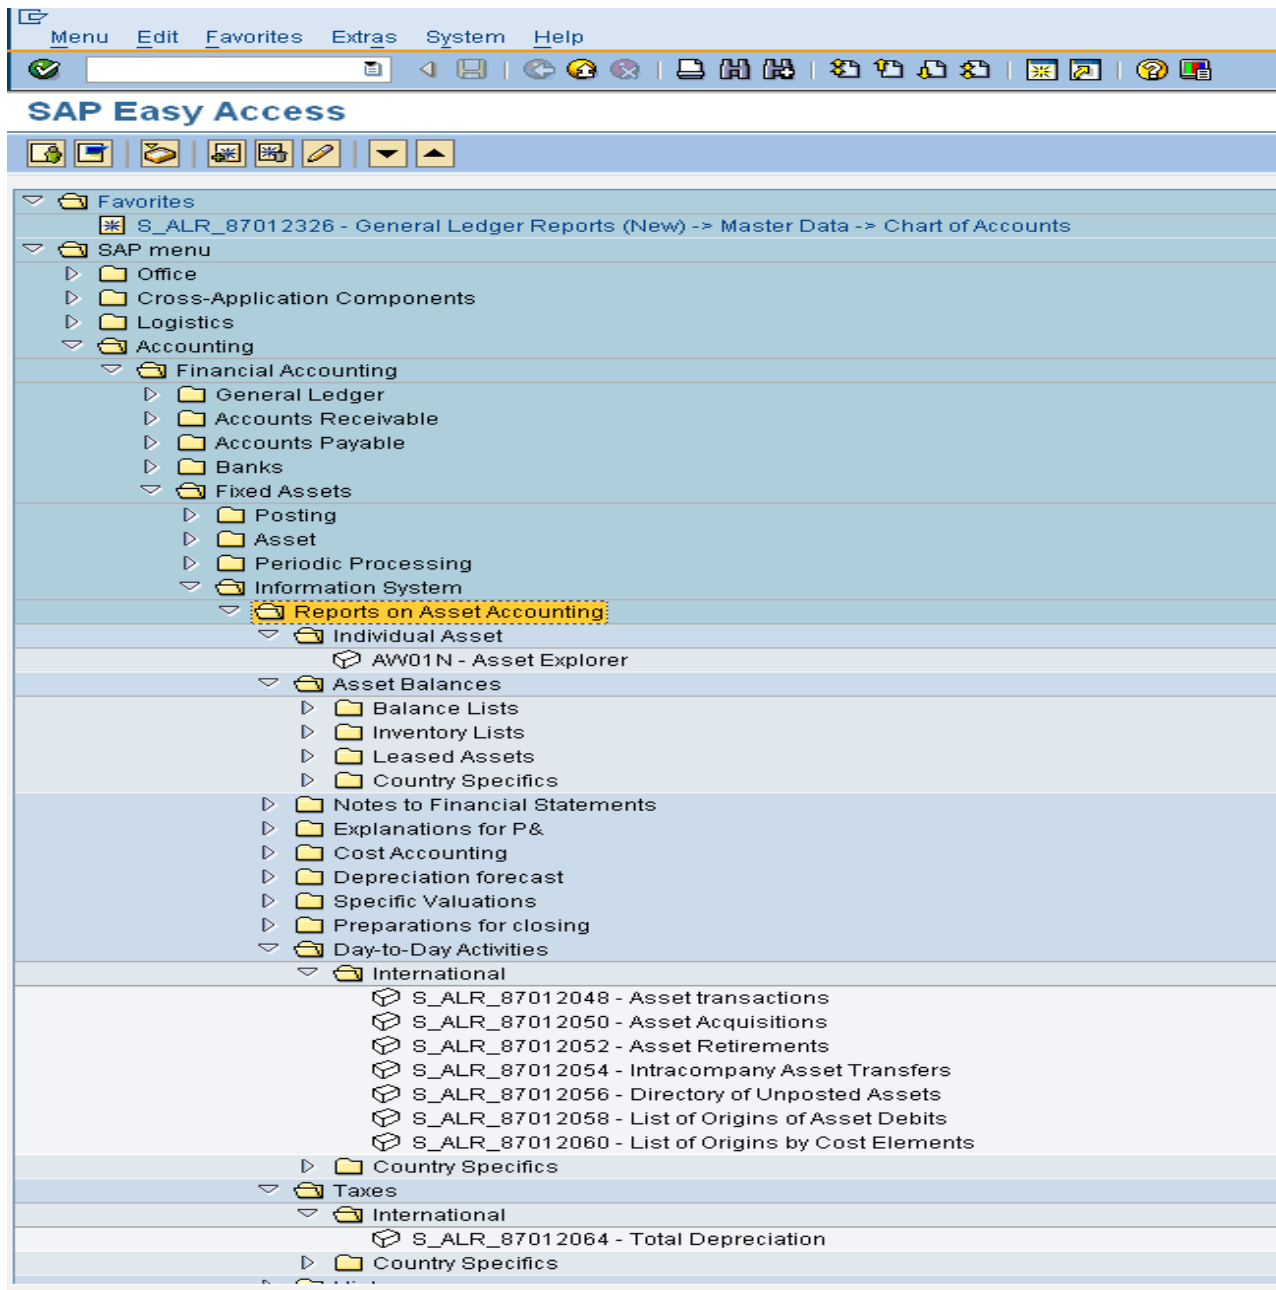 Menu Edit Favorites Extras System Help
SAP Easy Access
Favorites
S_ALR_87012326 - General Ledger Reports (New) -> Master Data -> Chart of Accounts
SAP menu
Office
Cross-Application Components
Logistics
Accounting
Financial Accounting
General Ledger
Accounts Receivable
Accounts Payable
Banks
Fixed Assets
Posting
Asset
Periodic Processing
Information System
Reports on Asset Accounting
Individual Asset
AW01N - Asset Explorer
Asset Balances
Balance Lists
Inventory Lists
Leased Assets
Country Specifics
Notes to Financial Statements
Explanations for P&
Cost Accounting
Depreciation forecast
Specific Valuations
Preparations for closing
Day-to-Day Activities
International
S_ALR_87012048 - Asset transactions
S_ALR_87012050 - Asset Acquisitions
S_ALR_87012052 - Asset Retirements
S_ALR_87012054 - Intracompany Asset Transfers
S_ALR_87012056 - Directory of Unposted Assets
S_ALR_87012058 - List of Origins of Asset Debits
S_ALR_87012060 - List of Origins by Cost Elements
Country Specifics
Taxes
International
S_ALR_87012064 - Total Depreciation
Country Specifics